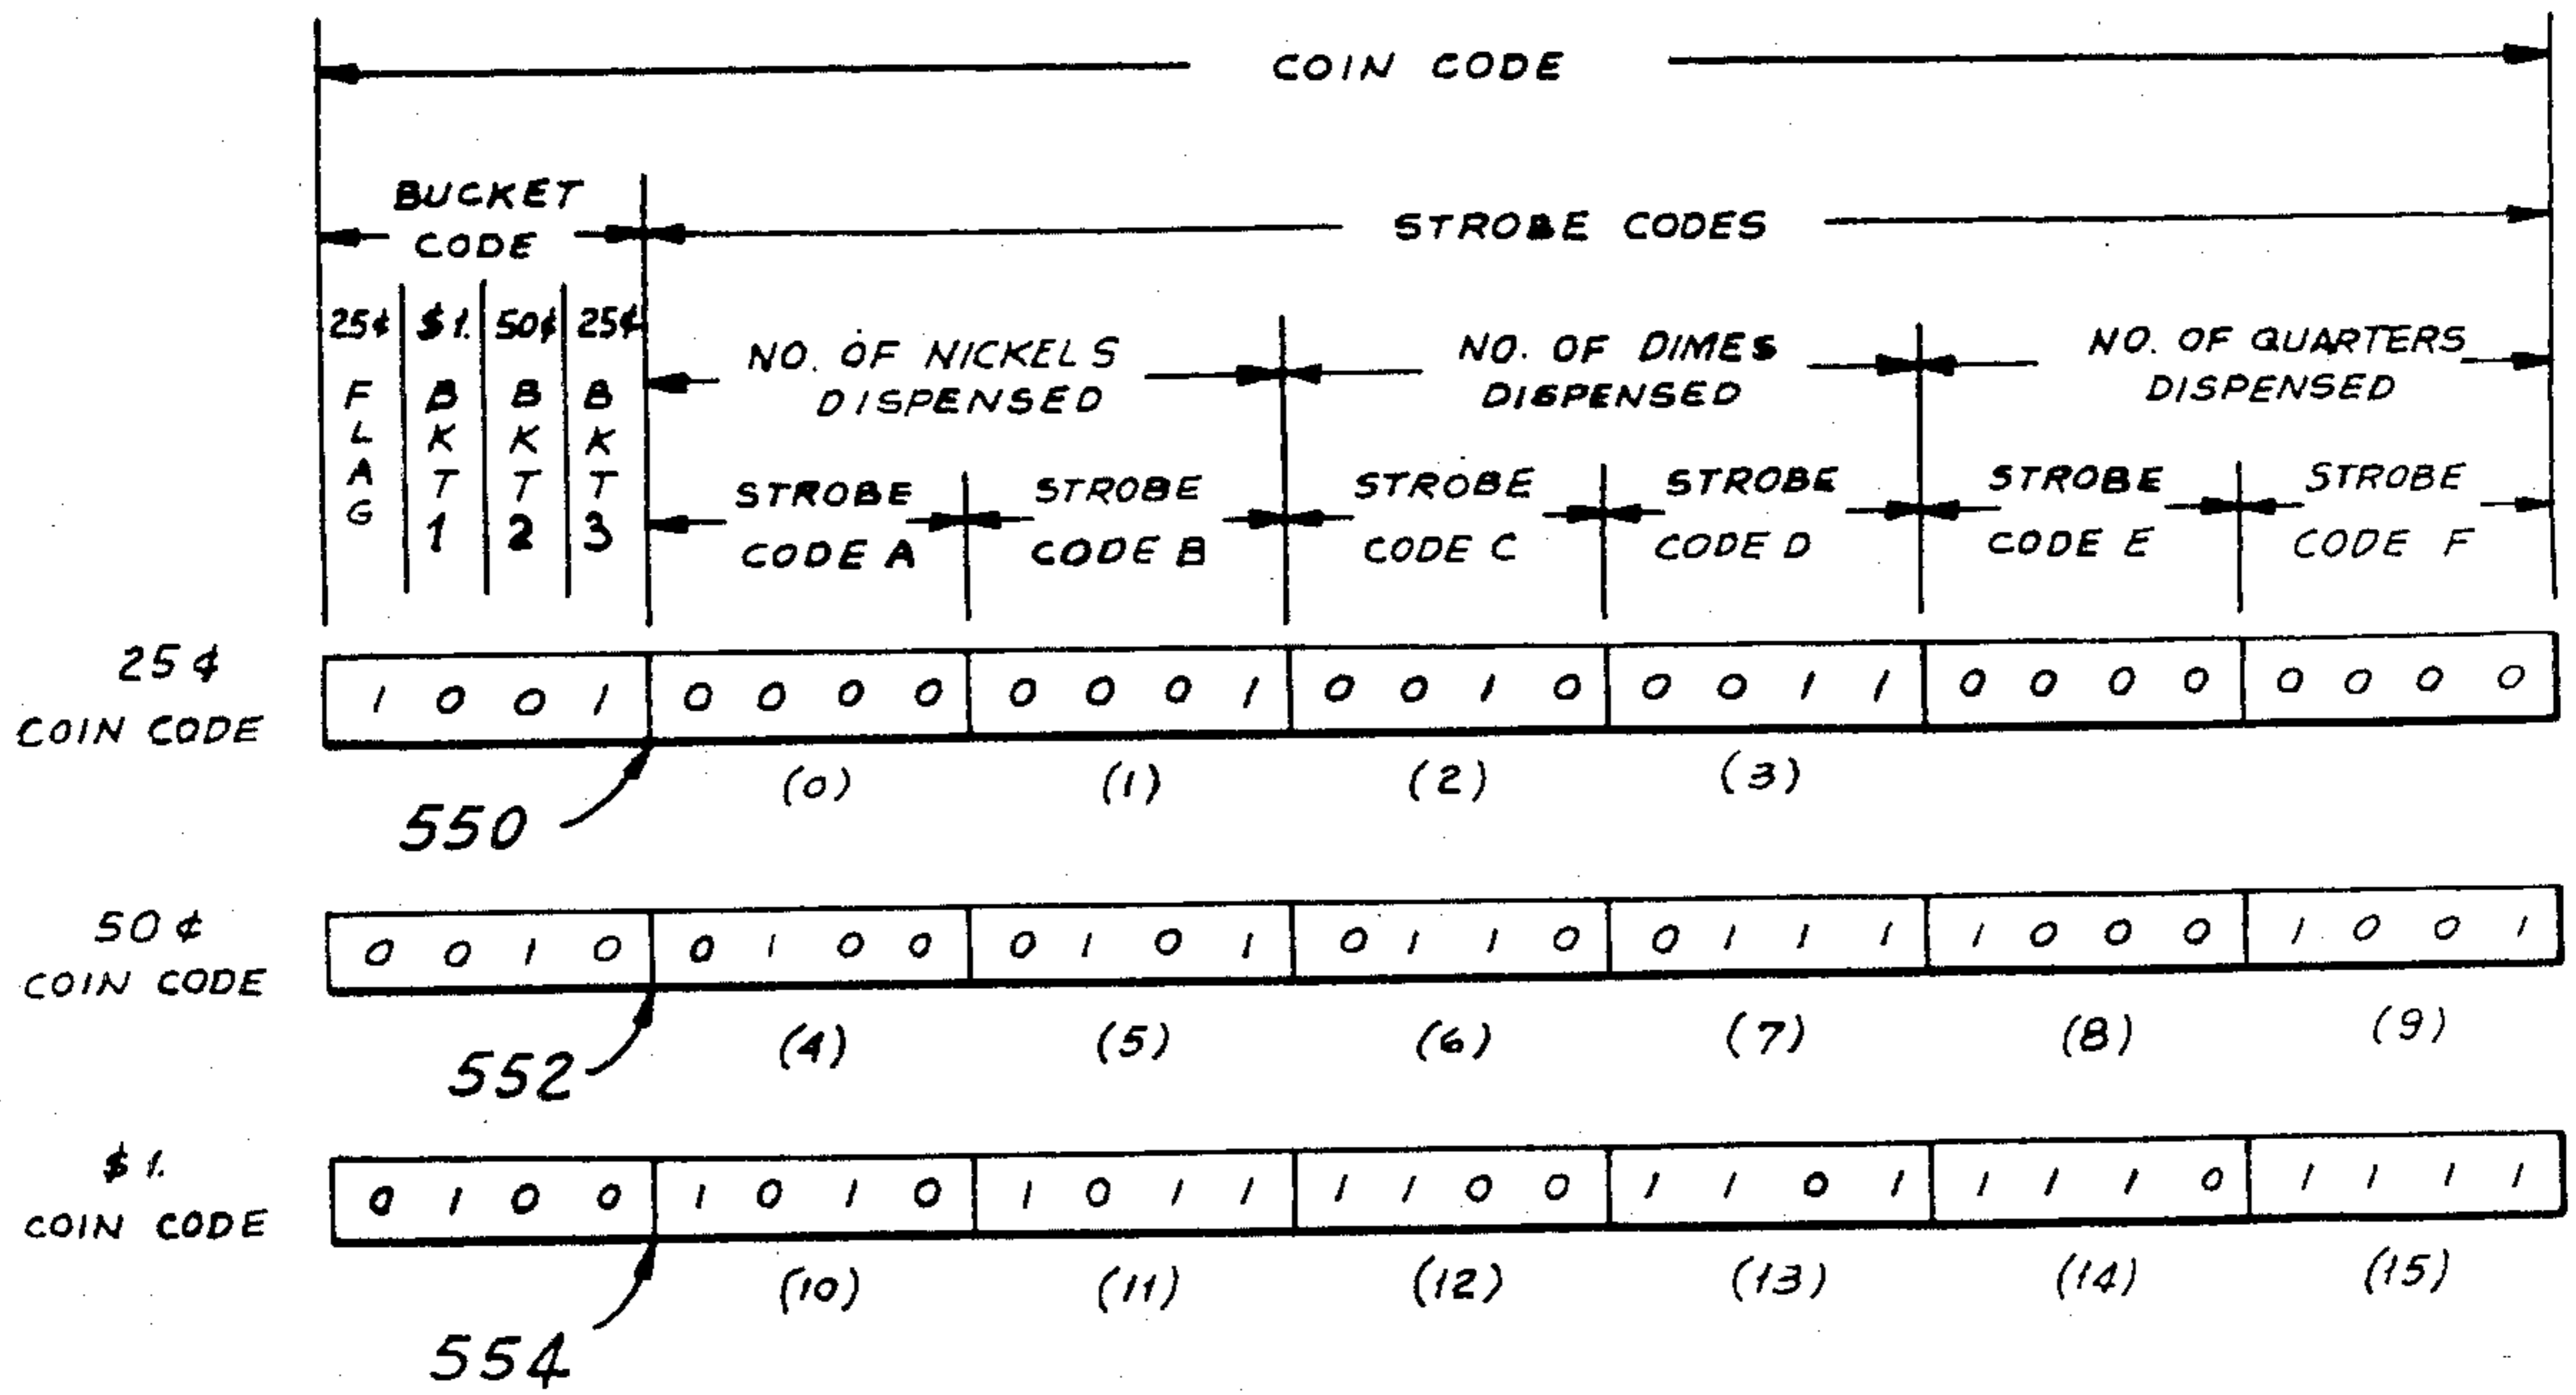 COIN CODE
BUCKET
CODE
STROBE CODES
25¢ $1. 50¢ 25¢
FLAG BKT1 BKT2 BKT3
NO. OF NICKELS
DISPENSED
NO. OF DIMES
DISPENSED
NO. OF QUARTERS
DISPENSED
STROBE
CODE A
STROBE
CODE B
STROBE
CODE C
STROBE
CODE D
STROBE
CODE E
STROBE
CODE F
25¢
COIN CODE
1 0 0 1 0 0 0 0 0 0 0 1 0 0 1 0 0 0 1 1 0 0 0 0 0 0 0 0
(0) (1) (2) (3)
550
50¢
COIN CODE
0 0 1 0 0 1 0 0 0 1 0 1 0 1 1 0 0 1 1 1 1 0 0 0 1 0 0 1
(4) (5) (6) (7) (8) (9)
552
$1.
COIN CODE
0 1 0 0 1 0 1 0 1 0 1 1 1 1 0 0 1 1 0 1 1 1 1 0 1 1 1 1
(10) (11) (12) (13) (14) (15)
554